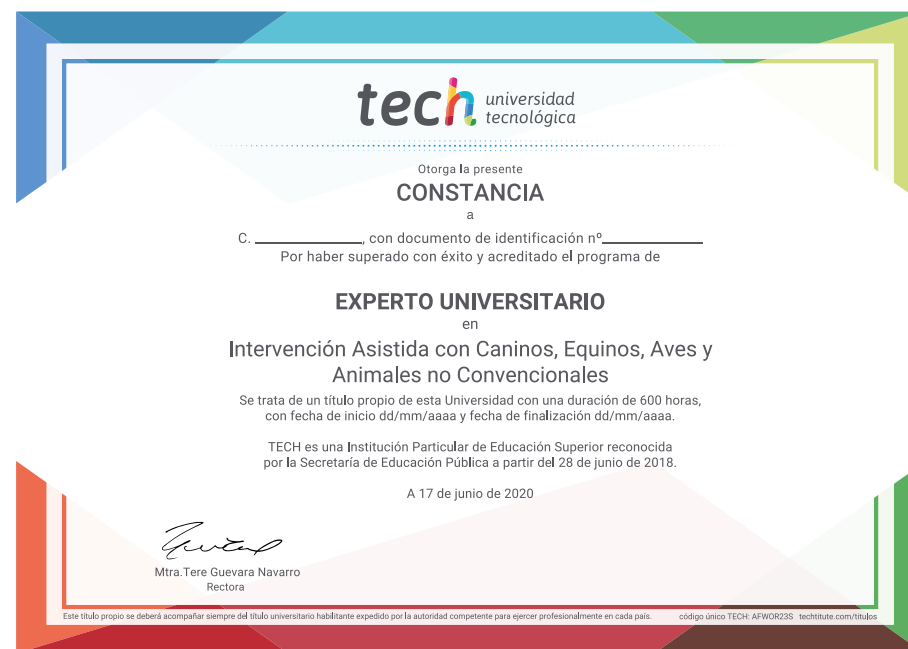 tech universidad
tecnológica
Otorga la presente
CONSTANCIA
a
C. ____________, con documento de identificación nº____________
Por haber superado con éxito y acreditado el programa de
EXPERTO UNIVERSITARIO
en
Intervención Asistida con Caninos, Equinos, Aves y
Animales no Convencionales
Se trata de un título propio de esta Universidad con una duración de 600 horas,
con fecha de inicio dd/mm/aaaa y fecha de finalización dd/mm/aaaa.
TECH es una Institución Particular de Educación Superior reconocida
por la Secretaría de Educación Pública a partir del 28 de junio de 2018.
A 17 de junio de 2020
Mtra.Tere Guevara Navarro
Rectora
Este título propio se deberá acompañar siempre del título universitario habilitante expedido por la autoridad competente para ejercer profesionalmente en cada país. código único TECH: AFWOR23S techtitute.com/titulos